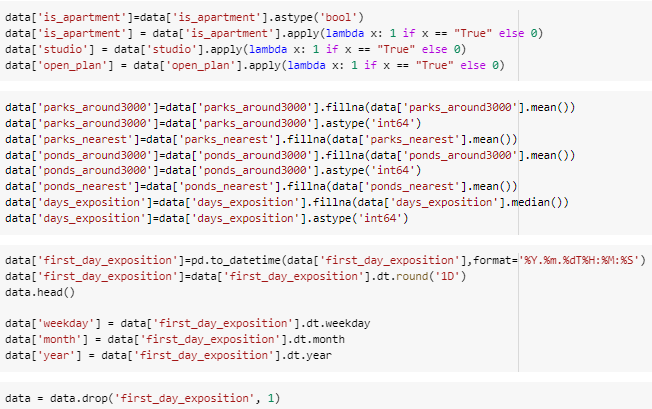 data['is_apartment']=data['is_apartment'].astype('bool')
data['is_apartment'] = data['is_apartment'].apply(lambda x: 1 if x == "True" else 0)
data['studio'] = data['studio'].apply(lambda x: 1 if x == "True" else 0)
data['open_plan'] = data['open_plan'].apply(lambda x: 1 if x == "True" else 0)
data['parks_around3000']=data['parks_around3000'].fillna(data['parks_around3000'].mean())
data['parks_around3000']=data['parks_around3000'].astype('int64')
data['parks_nearest']=data['parks_nearest'].fillna(data['parks_nearest'].mean())
data['ponds_around3000']=data['ponds_around3000'].fillna(data['ponds_around3000'].mean())
data['ponds_around3000']=data['ponds_around3000'].astype('int64')
data['ponds_nearest']=data['ponds_nearest'].fillna(data['ponds_nearest'].mean())
data['days_exposition']=data['days_exposition'].fillna(data['days_exposition'].median())
data['days_exposition']=data['days_exposition'].astype('int64')
data['first_day_exposition']=pd.to_datetime(data['first_day_exposition'],format='%Y.%m.%dT%H:%M:%S')
data['first_day_exposition']=data['first_day_exposition'].dt.round('1D')
data.head()
data['weekday'] = data['first_day_exposition'].dt.weekday
data['month'] = data['first_day_exposition'].dt.month
data['year'] = data['first_day_exposition'].dt.year
data = data.drop('first_day_exposition', 1)